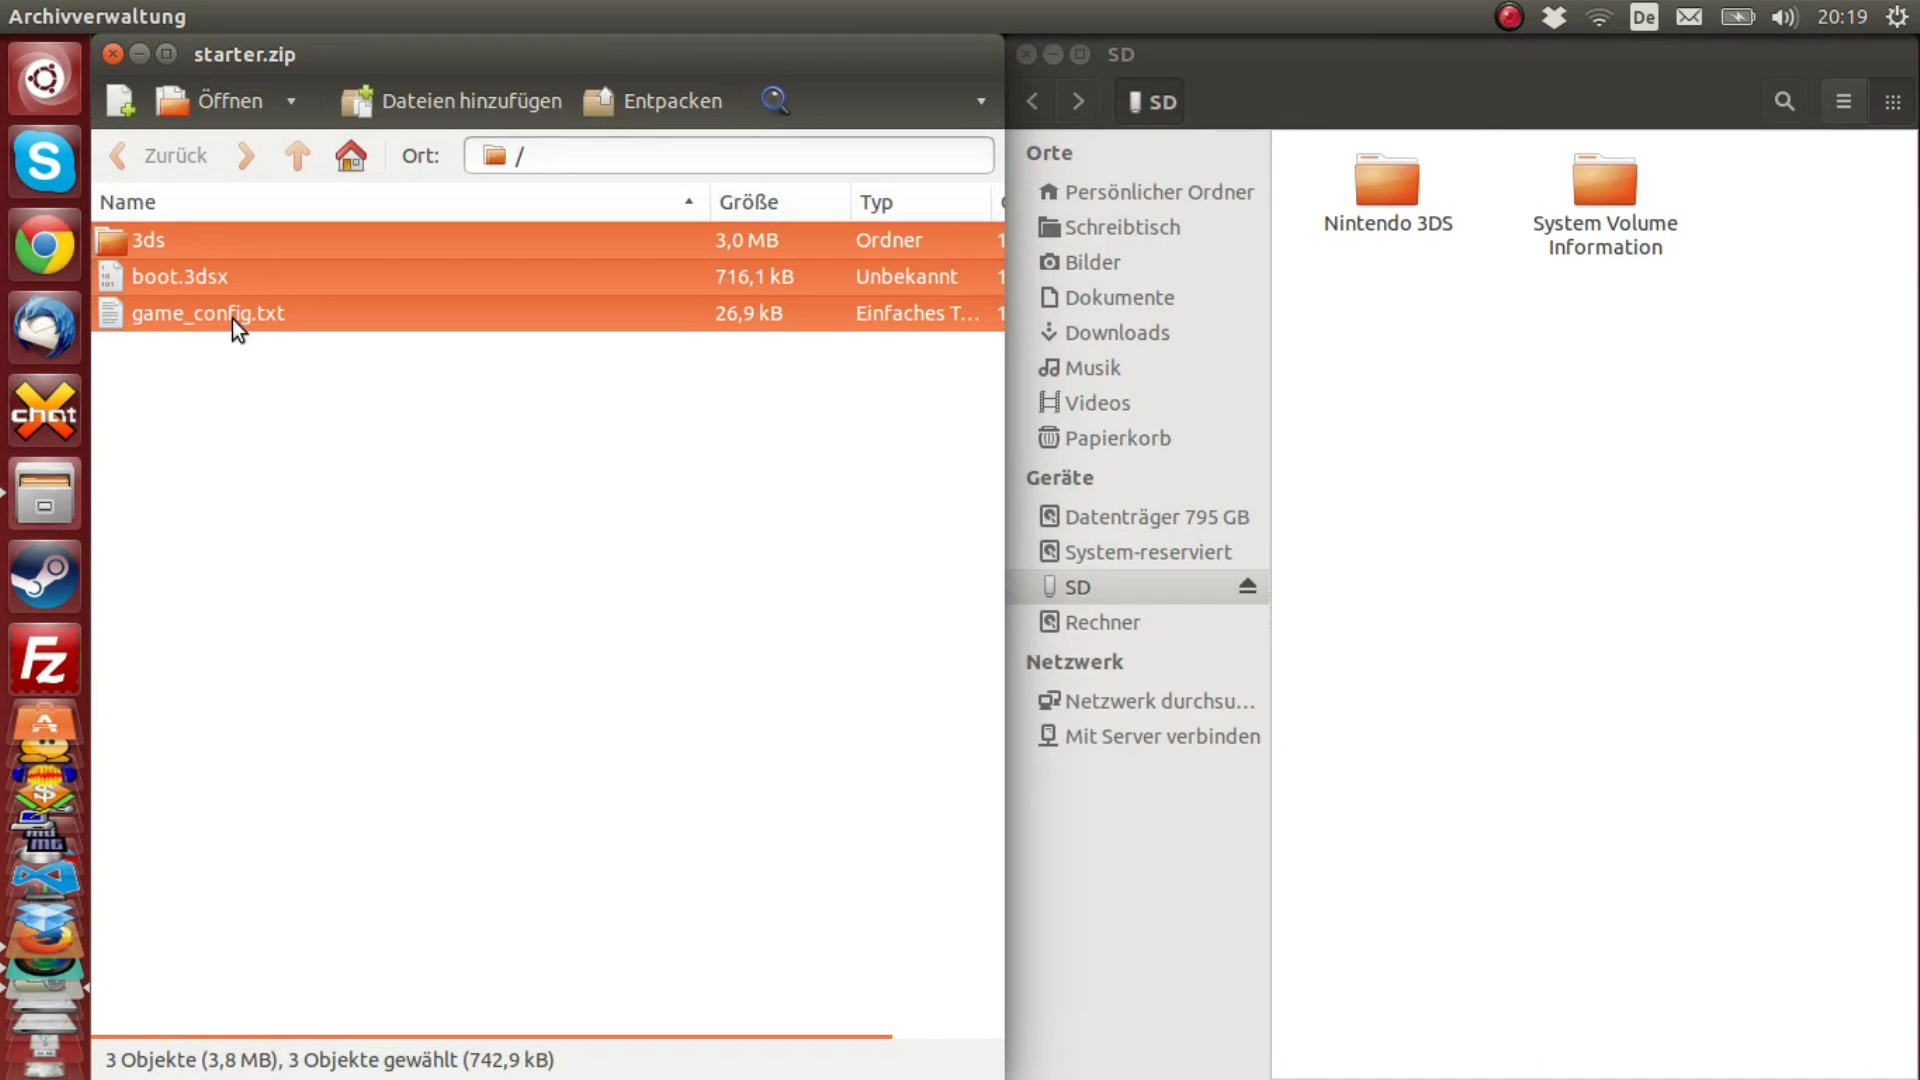 Archivverwaltung
De
20:19
starter.zip
Öffnen
Dateien hinzufügen
Entpacken
Zurück
Ort:
/
Name
Größe
Typ
3ds
3,0 MB
Ordner
boot.3dsx
716,1 kB
Unbekannt
game_config.txt
26,9 kB
Einfaches T...
3 Objekte (3,8 MB), 3 Objekte gewählt (742,9 kB)
chat
SD
SD
Orte
Persönlicher Ordner
Schreibtisch
Bilder
Dokumente
Downloads
Musik
Videos
Papierkorb
Geräte
Datenträger 795 GB
System-reserviert
SD
Rechner
Netzwerk
Netzwerk durchsu...
Mit Server verbinden
Nintendo 3DS
System Volume
Information